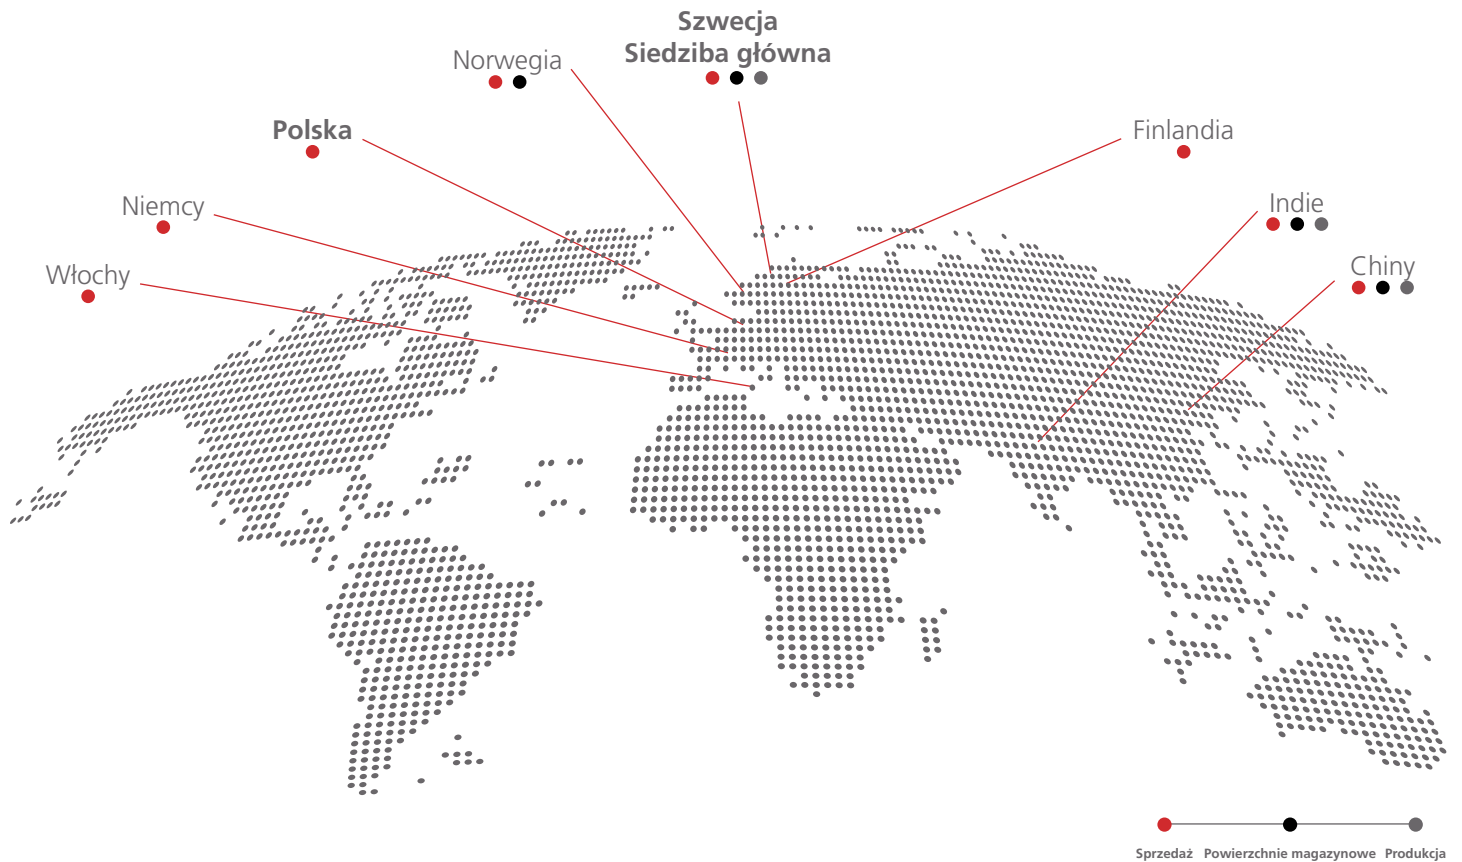 Szwecja
Siedziba główna
Norwegia
Polska
Finlandia
Niemcy
Indie
Włochy
Chiny
Sprzedaż Powierzchnie magazynowe Produkcja